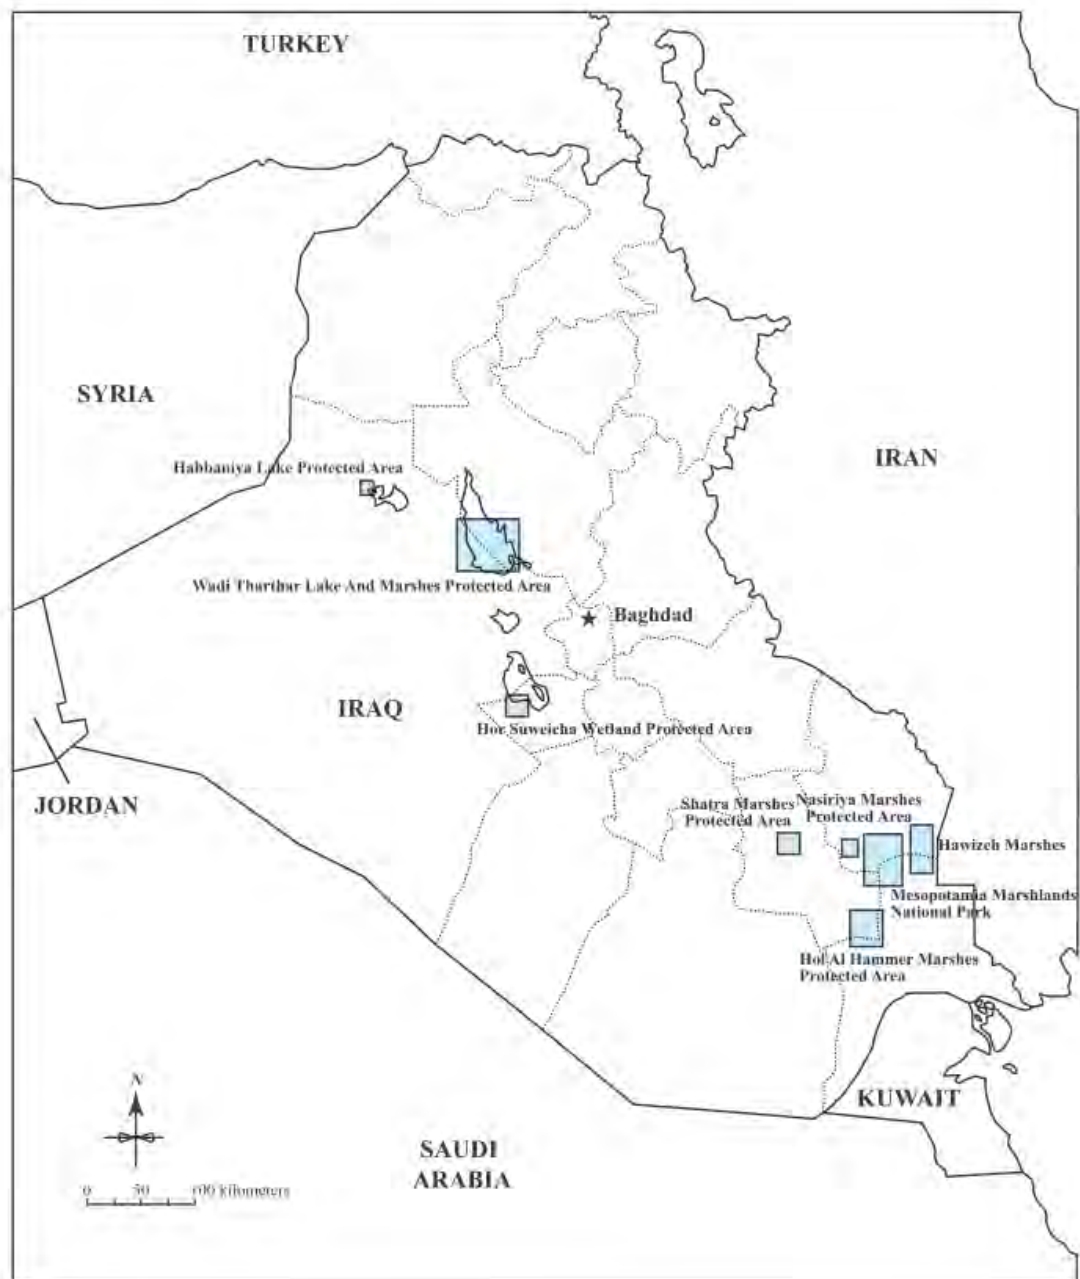 TURKEY
SYRIA
IRAN
Habbaniya Lake Protected Area
Wadi Tharthar Lake And Marshes Protected Area
Baghdad
IRAQ
Hor Suweicha Wetland Protected Area
JORDAN
Shatra Marshes
Protected Area
Nasiriya Marshes
Protected Area
Hawizeh Marshes
Mesopotamia Marshlands
National Park
Hol Al Hammer Marshes
Protected Area
N
KUWAIT
SAUDI
ARABIA
0 50 100 kilometers